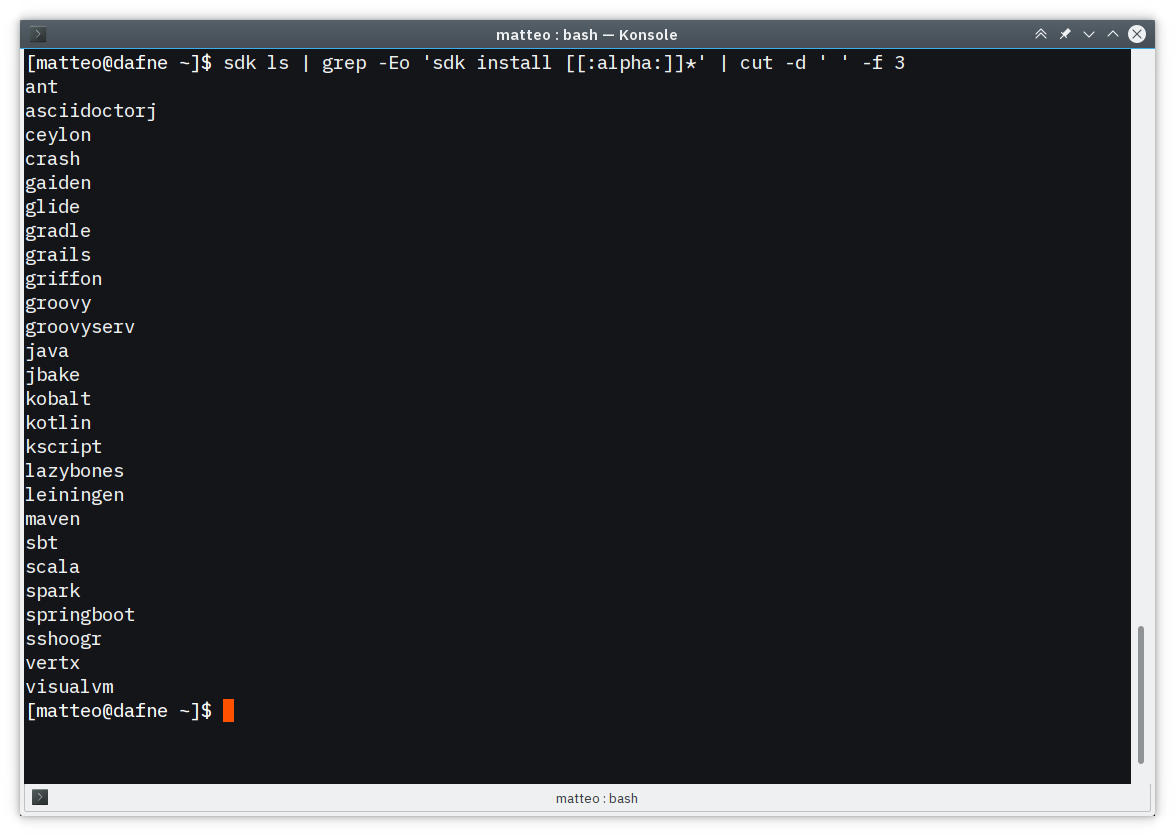 matteo : bash — Konsole
[matteo@dafne ~]$ sdk ls | grep -Eo 'sdk install [[:alpha:]]*' | cut -d ' ' -f 3
ant
asciidoctorj
ceylon
crash
gaiden
glide
gradle
grails
griffon
groovy
groovyserv
java
jbake
kobalt
kotlin
kscript
lazybones
leiningen
maven
sbt
scala
spark
springboot
sshoogr
vertx
visualvm
[matteo@dafne ~]$
matteo : bash